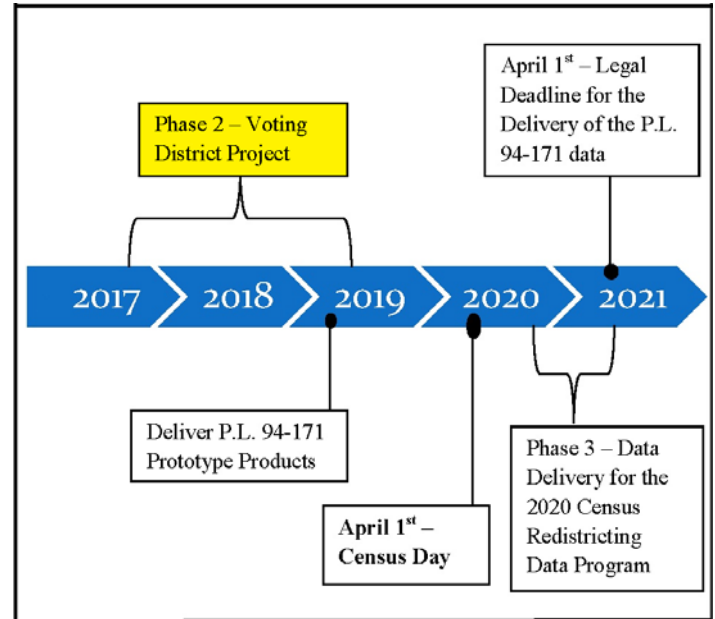 April 1st – Legal
Deadline for the
Delivery of the P.L.
94-171 data
Phase 2 – Voting
District Project
2017
2018
2019
2020
2021
Deliver P.L. 94-171
Prototype Products
April 1st –
Census Day
Phase 3 – Data
Delivery for the
2020 Census
Redistricting
Data Program